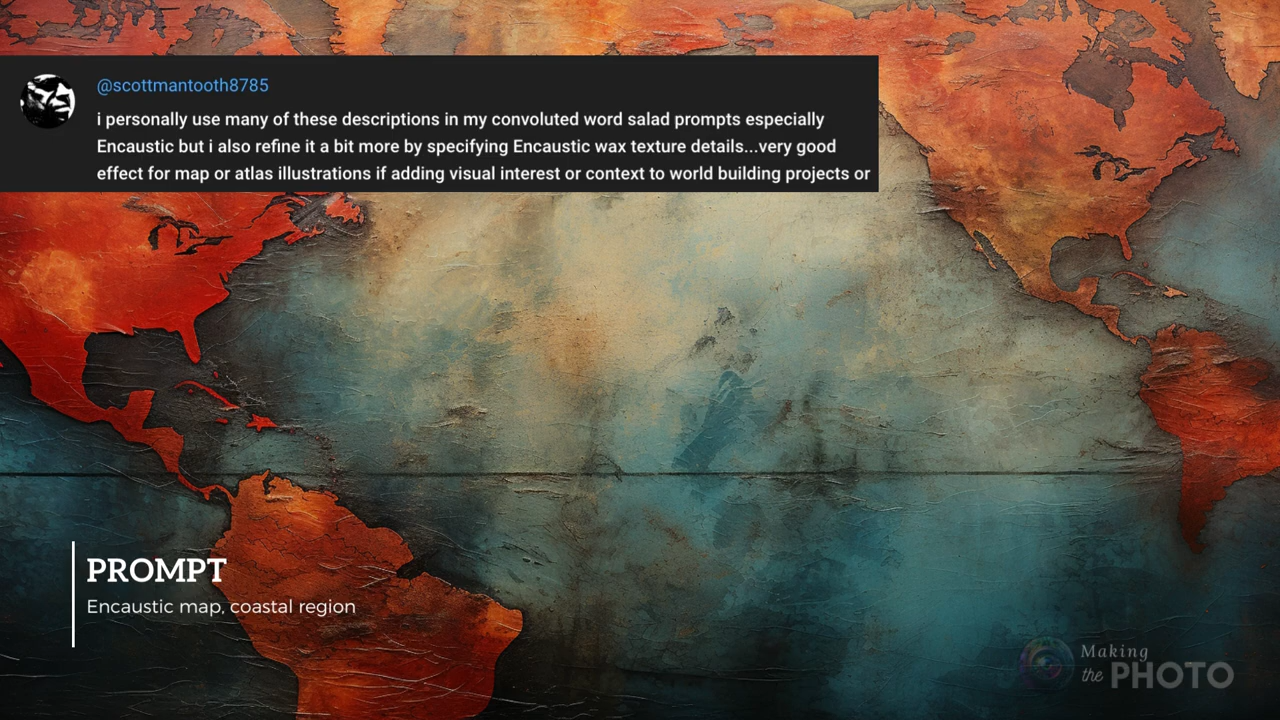 @scottmantooth8785
i personally use many of these descriptions in my convoluted word salad prompts especially
Encaustic but i also refine it a bit more by specifying Encaustic wax texture details...very good
effect for map or atlas illustrations if adding visual interest or context to world building projects or
PROMPT
Encaustic map, coastal region
Making
the PHOTO